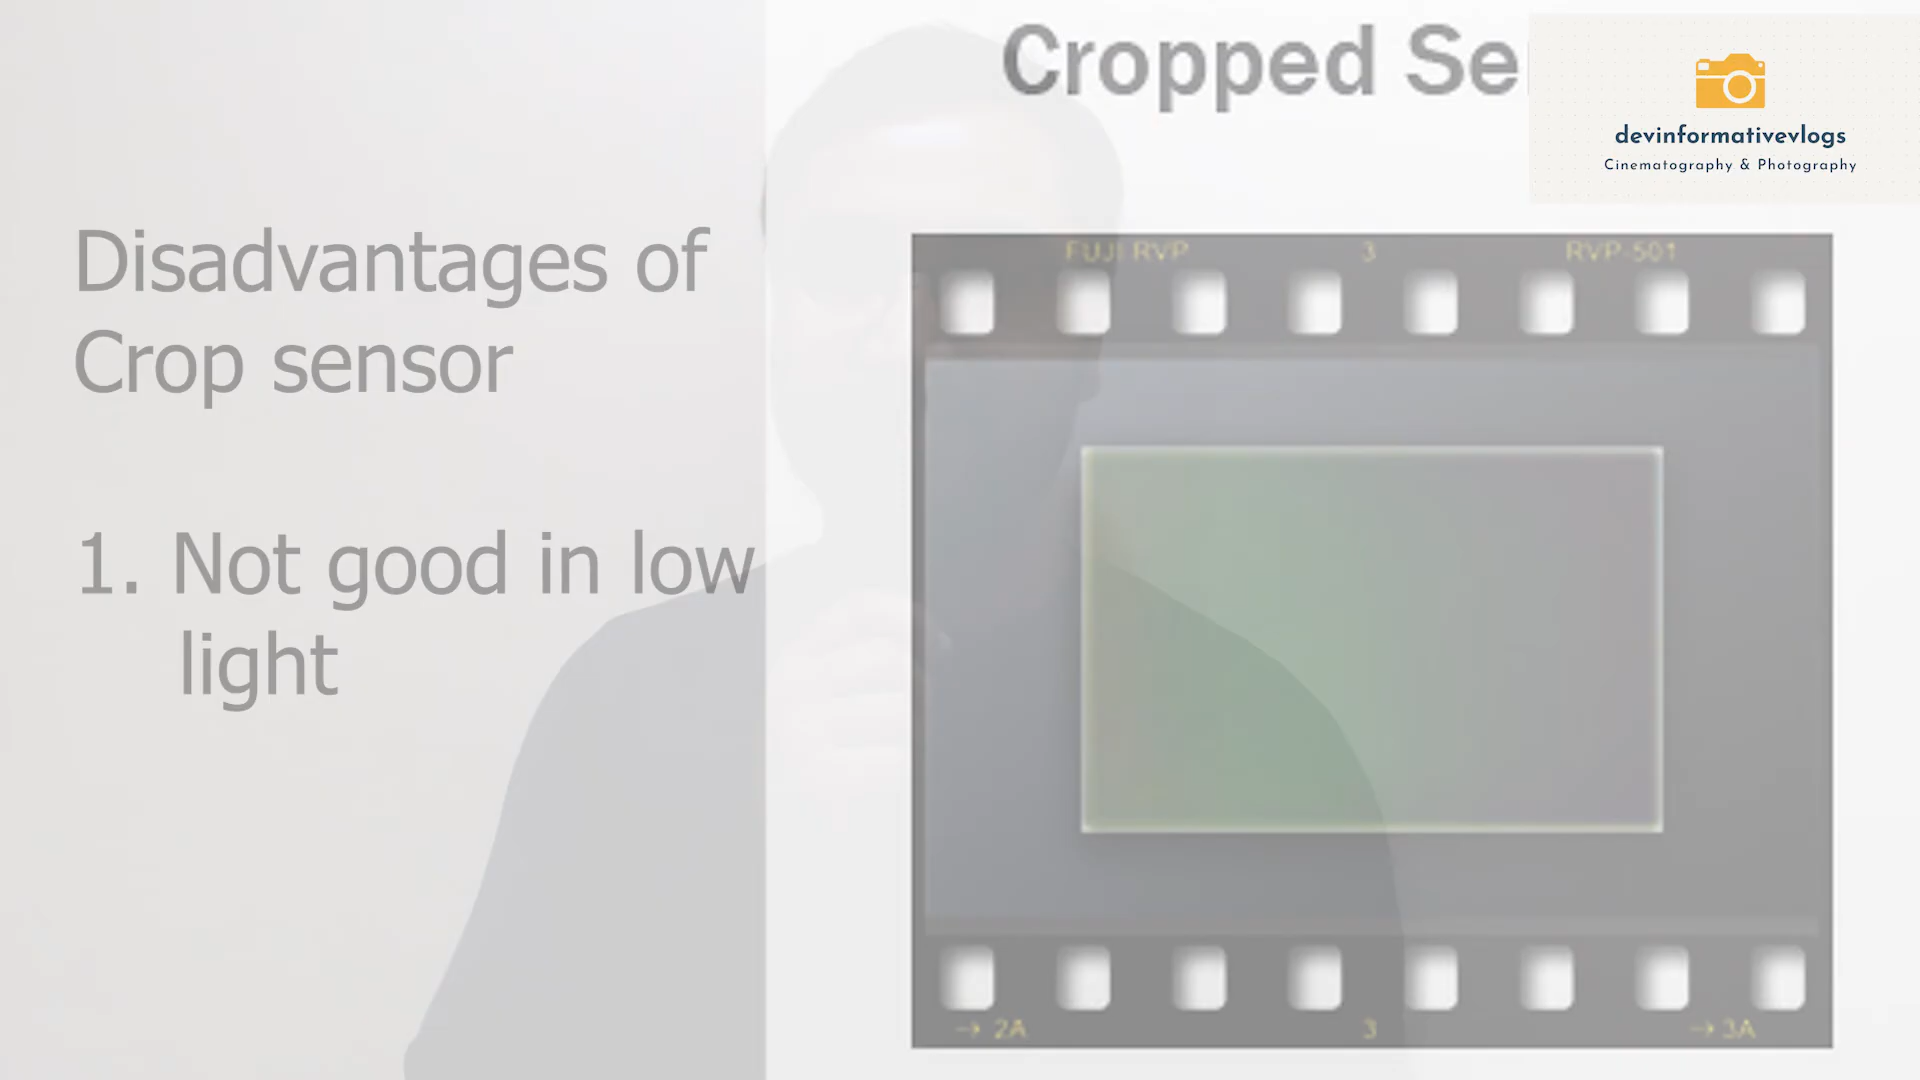 Cropped Se
devinformativevlogs
Cinematography & Photography
Disadvantages of
Crop sensor
1. Not good in low
light
FUJI RVP 3 RVP-501
→ 2A 3 → 3A